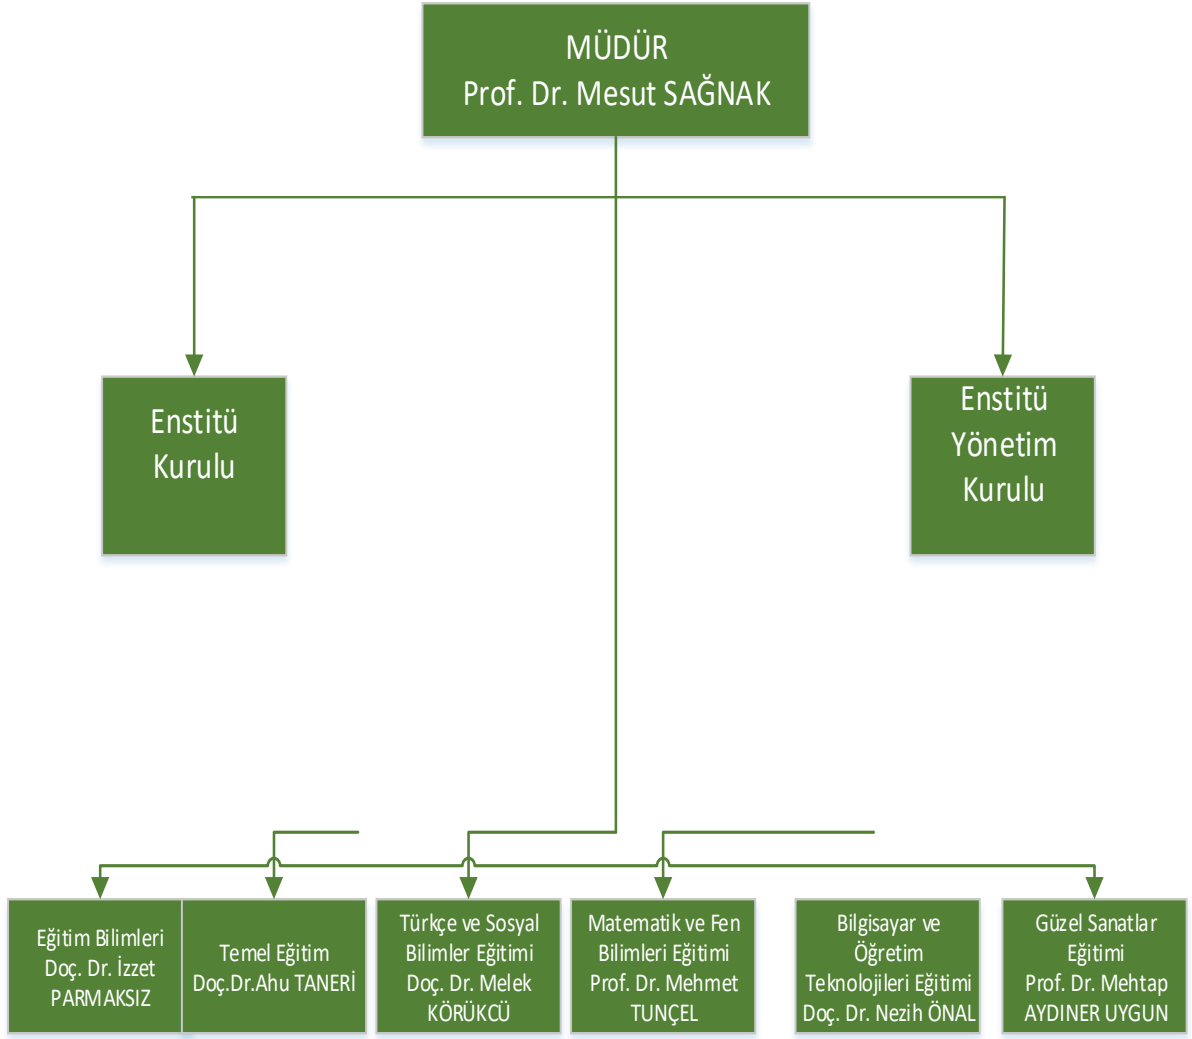 MÜDÜR
Prof. Dr. Mesut SAĞNAK
Enstitü
Kurulu
Enstitü
Yönetim
Kurulu
Eğitim Bilimleri
Doç. Dr. İzzet
PARMAKSIZ
Temel Eğitim
Doç.Dr.Ahu TANERİ
Türkçe ve Sosyal
Bilimler Eğitimi
Doç. Dr. Melek
KÖRÜKCÜ
Matematik ve Fen
Bilimleri Eğitimi
Prof. Dr. Mehmet
TUNÇEL
Bilgisayar ve
Öğretim
Teknolojileri Eğitimi
Doç. Dr. Nezih ÖNAL
Güzel Sanatlar
Eğitimi
Prof. Dr. Mehtap
AYDINER UYGUN